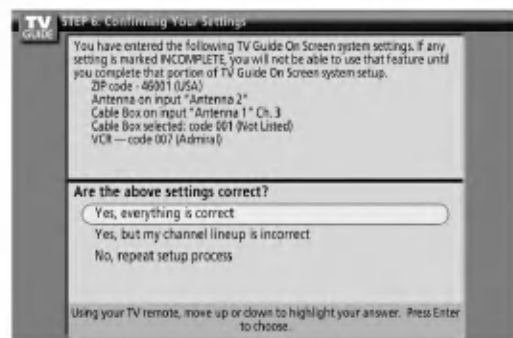 TV
GUIDE
STEP 6: Confirming Your Settings
You have entered the following TV Guide On Screen system settings. If any
setting is marked INCOMPLETE, you will not be able to use that feature until
you complete that portion of TV Guide On Screen system setup.
ZIP code - 46001 (USA)
Antenna on input "Antenna 2"
Cable Box on input "Antenna 1" Ch. 3
Cable Box selected: code 001 (Not Listed)
VCR — code 007 (Admiral)
Are the above settings correct?
Yes, everything is correct
Yes, but my channel lineup is incorrect
No, repeat setup process
Using your TV remote, move up or down to highlight your answer. Press Enter
to choose.